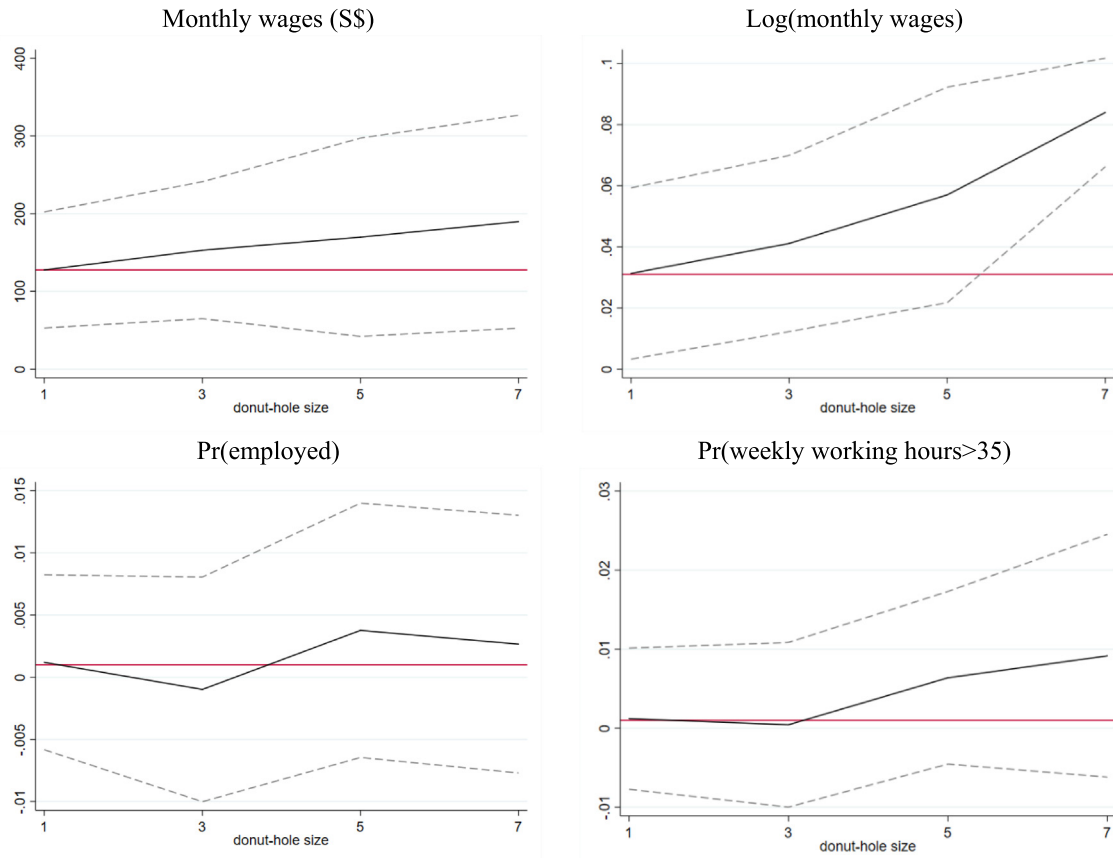 Monthly wages (S$)
400
300
200
100
0
1 3 5 7
donut-hole size
Log(monthly wages)
.1
.08
.06
.04
.02
0
1 3 5 7
donut-hole size
Pr(employed)
.015
.01
.005
0
-.005
-.01
1 3 5 7
donut-hole size
Pr(weekly working hours>35)
.03
.02
.01
0
-.01
1 3 5 7
donut-hole size